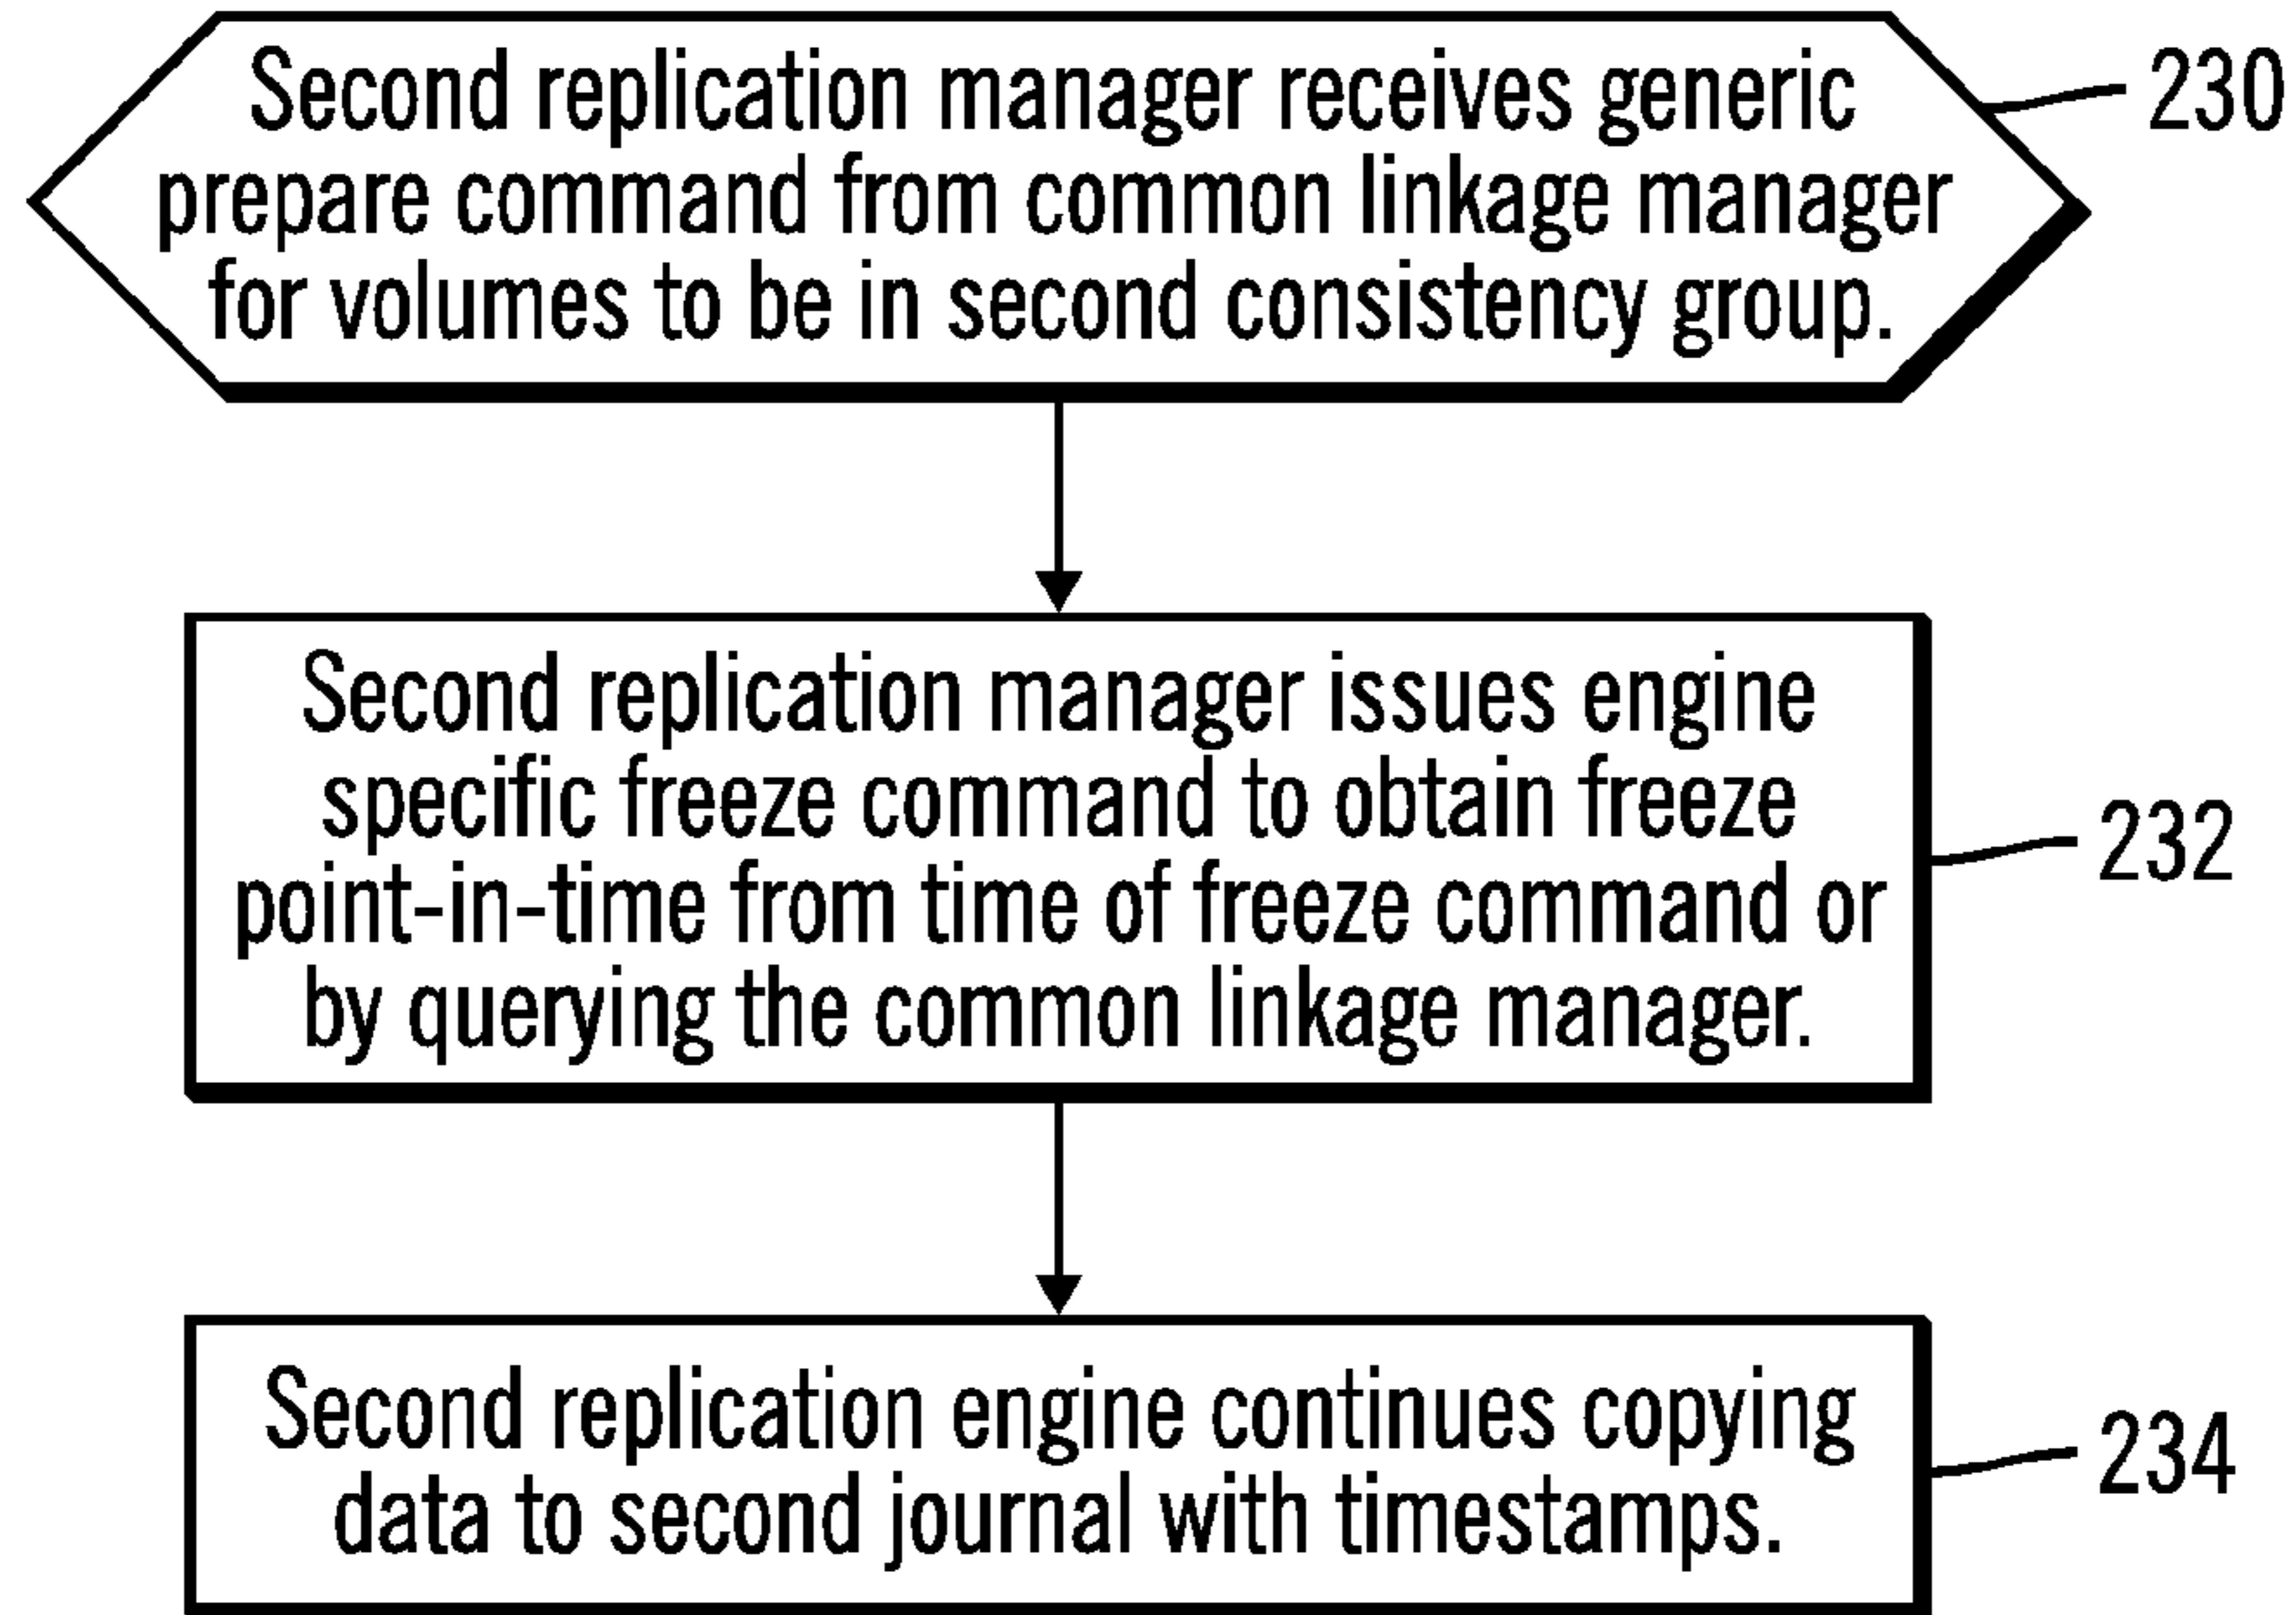 Second replication manager receives generic
prepare command from common linkage manager
for volumes to be in second consistency group.
230
Second replication manager issues engine
specific freeze command to obtain freeze
point-in-time from time of freeze command or
by querying the common linkage manager.
232
Second replication engine continues copying
data to second journal with timestamps.
234